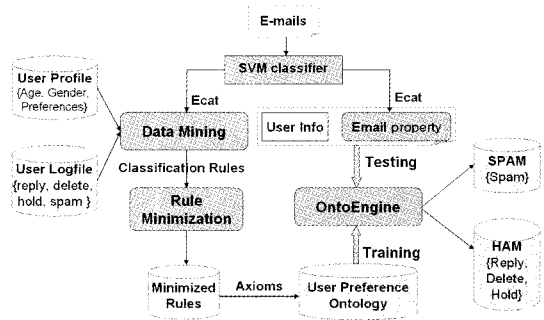 E-mails
SVM classifier
User Profile
{Age, Gender,
Preferences}
Ecat
Ecat
Data Mining
User Info
Email property
User Logfile
{reply, delete,
hold, spam }
Classification Rules
Testing
SPAM
{Spam}
Rule
Minimization
OntoEngine
Training
HAM
{Reply,
Delete,
Hold}
Minimized
Rules
Axioms
User Preference
Ontology